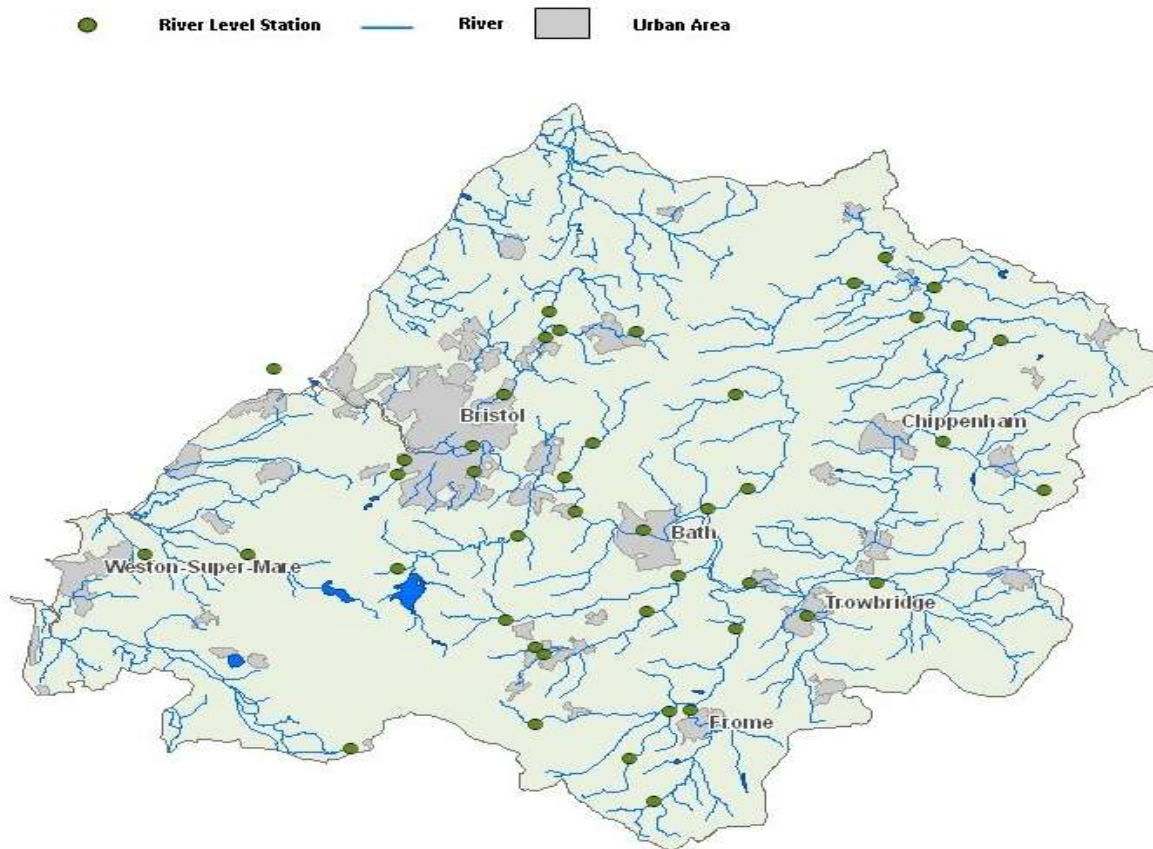 River Level Station River Urban Area
Bristol
Chippenham
Bath
Weston-Super-Mare
Trowbridge
Frome